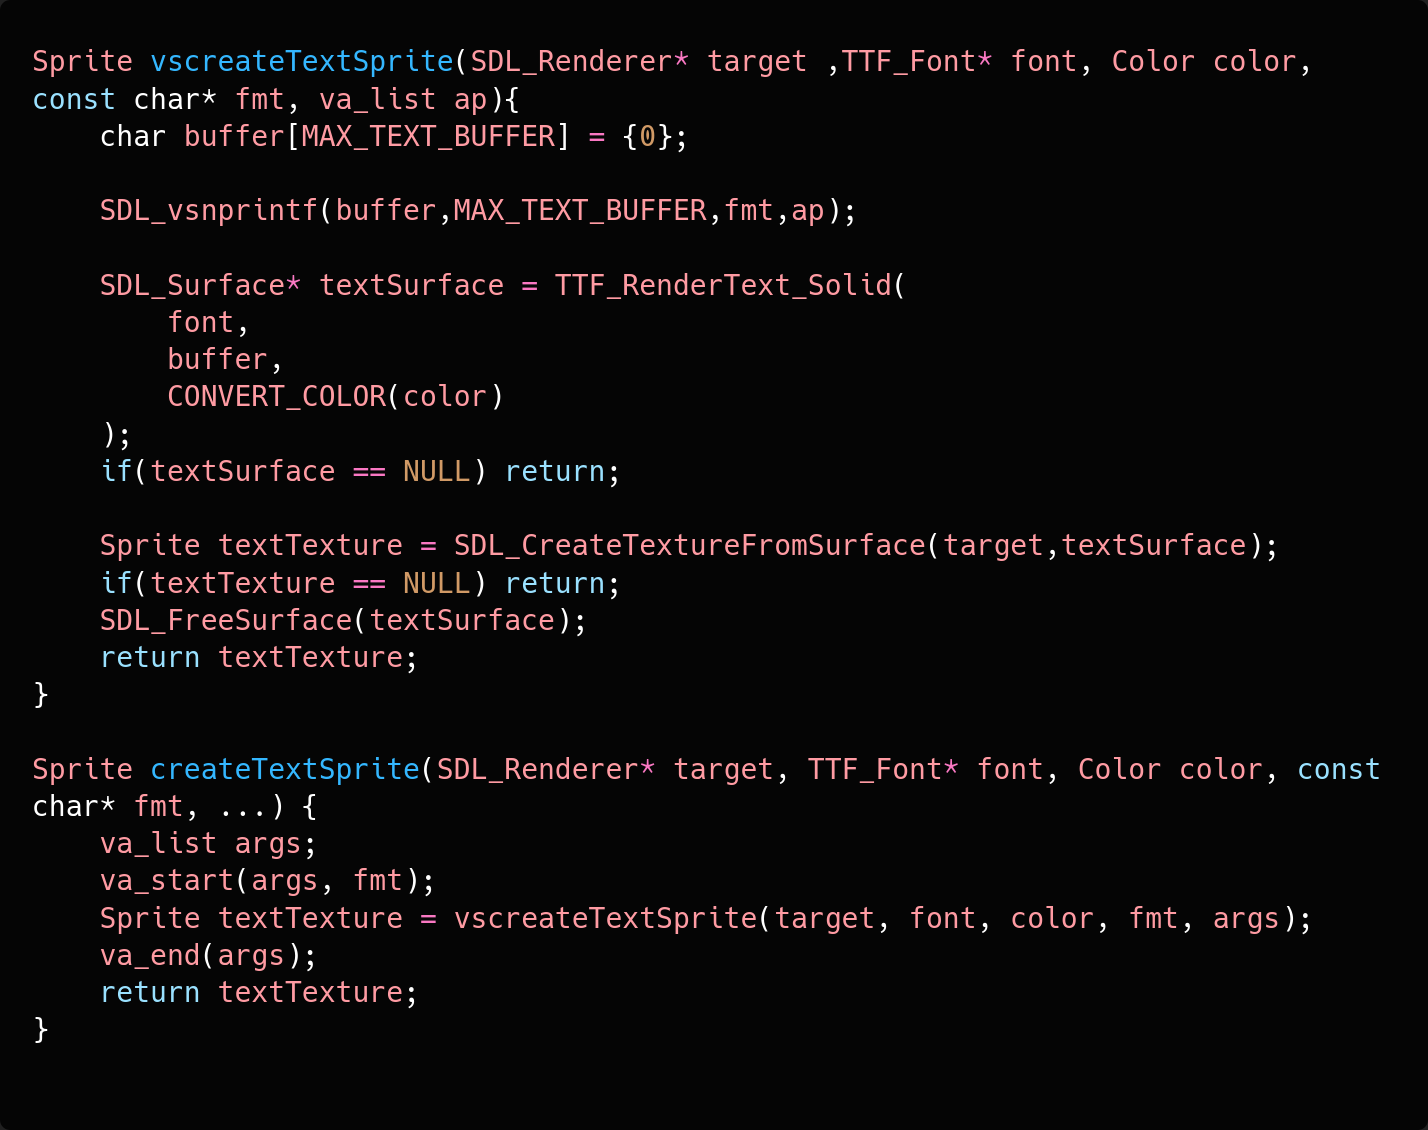 Sprite vscreateTextSprite(SDL_Renderer* target ,TTF_Font* font, Color color,
const char* fmt, va_list ap){
    char buffer[MAX_TEXT_BUFFER] = {0};

    SDL_vsnprintf(buffer,MAX_TEXT_BUFFER,fmt,ap);

    SDL_Surface* textSurface = TTF_RenderText_Solid(
        font,
        buffer,
        CONVERT_COLOR(color)
    );
    if(textSurface == NULL) return;

    Sprite textTexture = SDL_CreateTextureFromSurface(target,textSurface);
    if(textTexture == NULL) return;
    SDL_FreeSurface(textSurface);
    return textTexture;
}

Sprite createTextSprite(SDL_Renderer* target, TTF_Font* font, Color color, const
char* fmt, ...) {
    va_list args;
    va_start(args, fmt);
    Sprite textTexture = vscreateTextSprite(target, font, color, fmt, args);
    va_end(args);
    return textTexture;
}